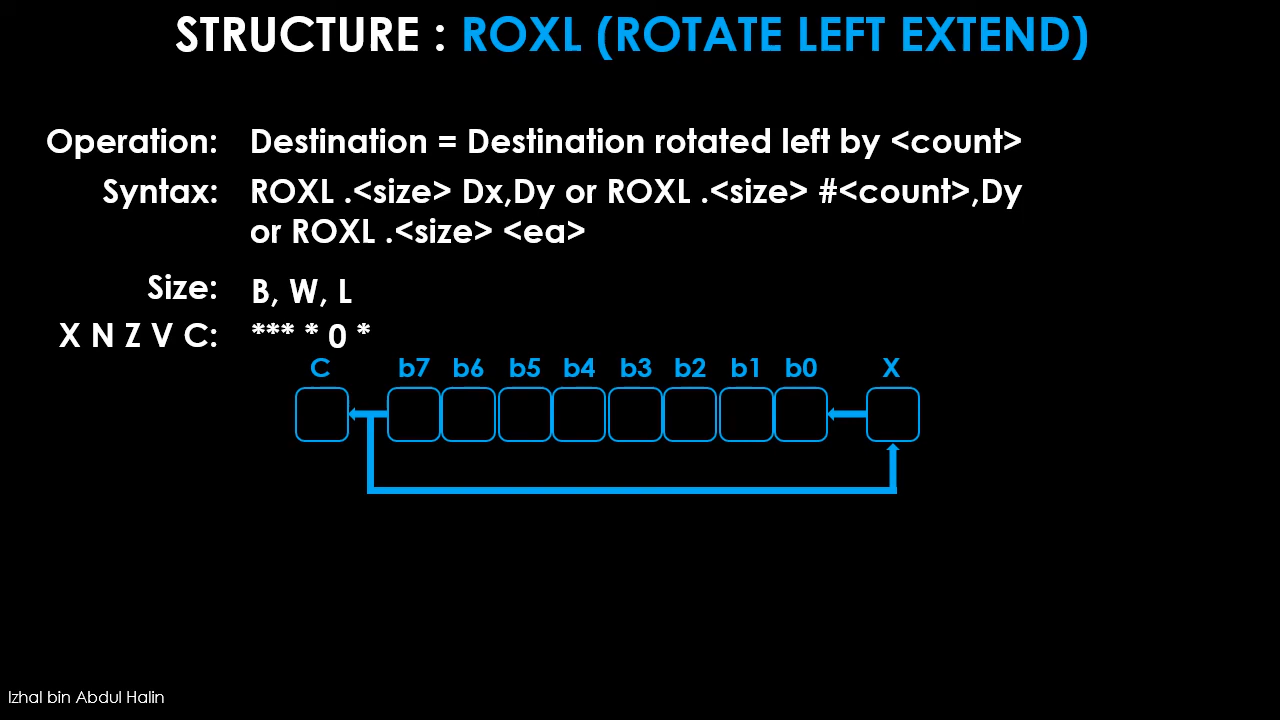 STRUCTURE : ROXL (ROTATE LEFT EXTEND)
Operation: Destination = Destination rotated left by <count>
Syntax: ROXL .<size> Dx,Dy or ROXL .<size> #<count>,Dy
or ROXL .<size> <ea>
Size: B, W, L
X N Z V C: *** * 0 *
C b7 b6 b5 b4 b3 b2 b1 b0 X
Izhal bin Abdul Halin